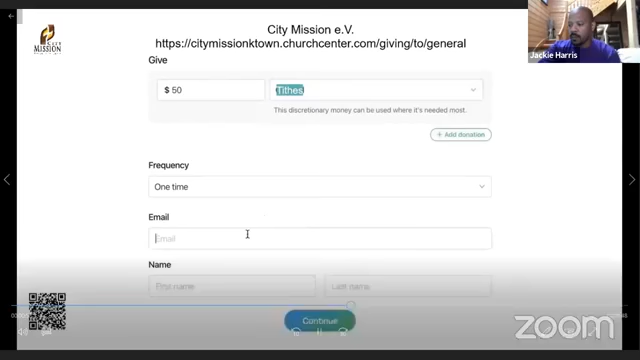 City Mission e.V.
https://citymissionktown.churchcenter.com/giving/to/general
CITY
MISSION
Jackie Harris
Give
$ 50
Tithes
This discretionary money can be used where it's needed most.
+ Add donation
Frequency
One time
Email
Email
Name
First name
Last name
Continue
zoom